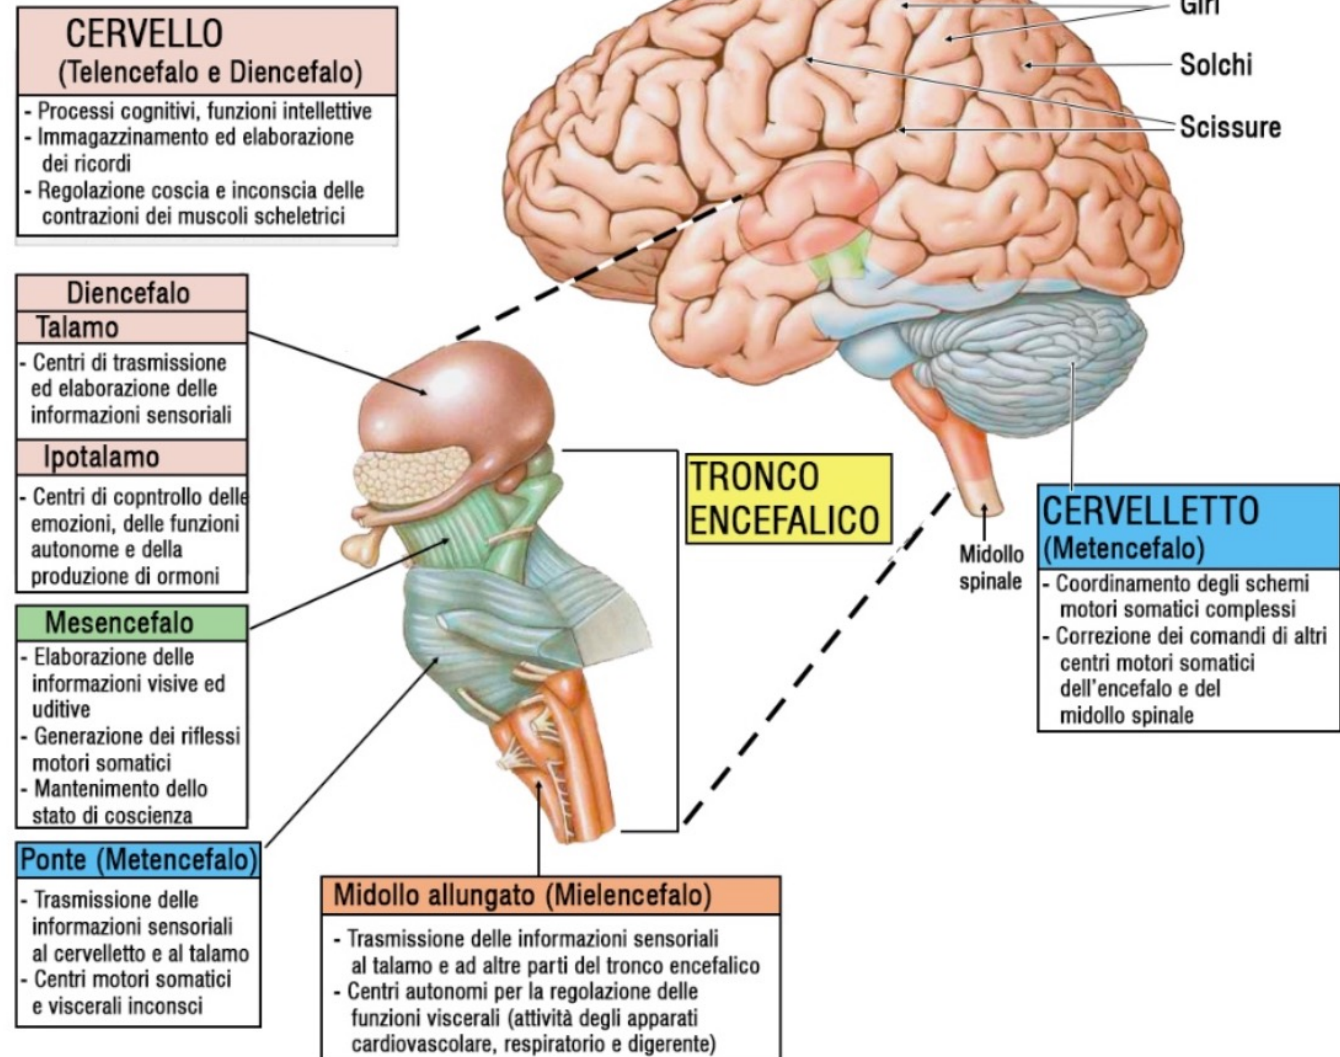 CERVELLO
(Telencefalo e Diencefalo)
- Processi cognitivi, funzioni intellettive
- Immagazzinamento ed elaborazione
dei ricordi
- Regolazione coscia e inconscia delle
contrazioni dei muscoli scheletrici
Giri
Solchi
Scissure
Diencefalo
Talamo
- Centri di trasmissione
ed elaborazione delle
informazioni sensoriali
Ipotalamo
- Centri di copntrollo delle
emozioni, delle funzioni
autonome e della
produzione di ormoni
Mesencefalo
- Elaborazione delle
informazioni visive ed
uditive
- Generazione dei riflessi
motori somatici
- Mantenimento dello
stato di coscienza
Ponte (Metencefalo)
- Trasmissione delle
informazioni sensoriali
al cervelletto e al talamo
- Centri motori somatici
e viscerali inconsci
TRONCO
ENCEFALICO
Midollo
spinale
CERVELLETTO
(Metencefalo)
- Coordinamento degli schemi
motori somatici complessi
- Correzione dei comandi di altri
centri motori somatici
dell'encefalo e del
midollo spinale
Midollo allungato (Mielencefalo)
- Trasmissione delle informazioni sensoriali
al talamo e ad altre parti del tronco encefalico
- Centri autonomi per la regolazione delle
funzioni viscerali (attività degli apparati
cardiovascolare, respiratorio e digerente)